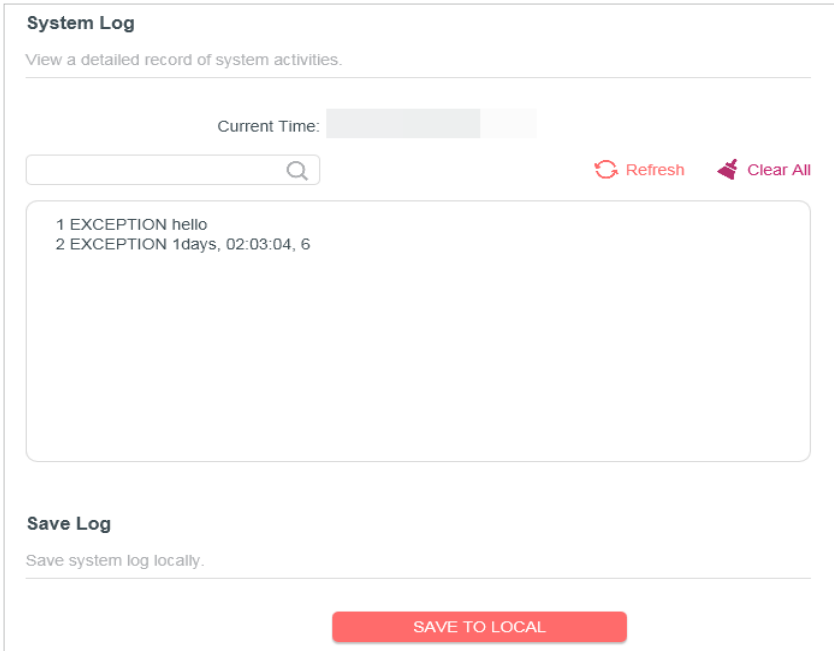 System Log
View a detailed record of system activities.
Current Time:
Refresh
Clear All
1 EXCEPTION hello
2 EXCEPTION 1days, 02:03:04, 6
Save Log
Save system log locally.
SAVE TO LOCAL